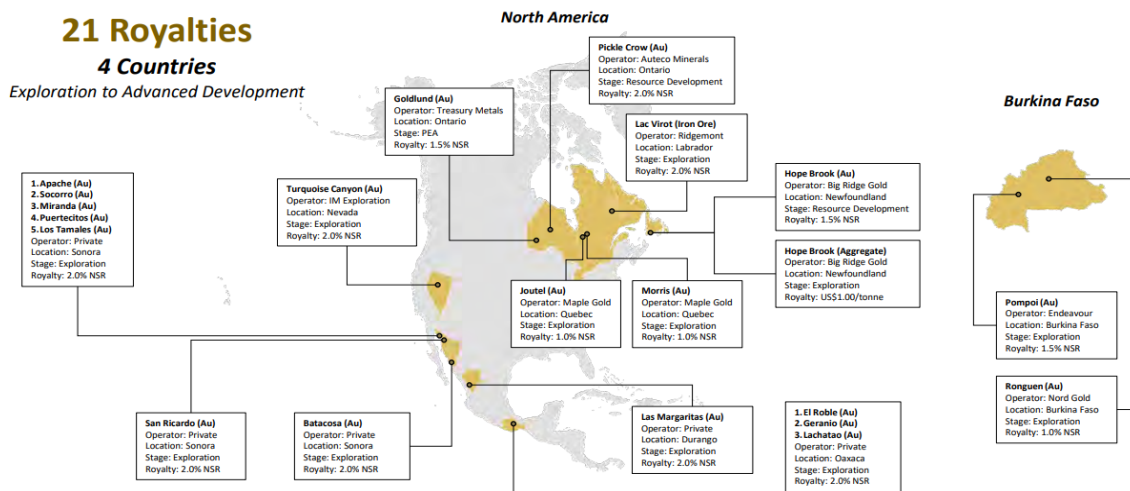 21 Royalties
4 Countries
Exploration to Advanced Development
North America
Burkina Faso
Pickle Crow (Au)
Operator: Auteco Minerals
Location: Ontario
Stage: Resource Development
Royalty: 2.0% NSR
Goldlund (Au)
Operator: Treasury Metals
Location: Ontario
Stage: PEA
Royalty: 1.5% NSR
Lac Virot (Iron Ore)
Operator: Ridgemont
Location: Labrador
Stage: Exploration
Royalty: 2.0% NSR
1. Apache (Au)
2. Socorro (Au)
3. Miranda (Au)
4. Puertecitos (Au)
5. Los Tamales (Au)
Operator: Private
Location: Sonora
Stage: Exploration
Royalty: 2.0% NSR
Turquoise Canyon (Au)
Operator: IM Exploration
Location: Nevada
Stage: Exploration
Royalty: 2.0% NSR
Hope Brook (Au)
Operator: Big Ridge Gold
Location: Newfoundland
Stage: Resource Development
Royalty: 1.5% NSR
Hope Brook (Aggregate)
Operator: Big Ridge Gold
Location: Newfoundland
Stage: Exploration
Royalty: US$1.00/tonne
Joutel (Au)
Operator: Maple Gold
Location: Quebec
Stage: Exploration
Royalty: 1.0% NSR
Morris (Au)
Operator: Maple Gold
Location: Quebec
Stage: Exploration
Royalty: 1.0% NSR
Pompoi (Au)
Operator: Endeavour
Location: Burkina Faso
Stage: Exploration
Royalty: 1.5% NSR
Ronguen (Au)
Operator: Nord Gold
Location: Burkina Faso
Stage: Exploration
Royalty: 1.0% NSR
San Ricardo (Au)
Operator: Private
Location: Sonora
Stage: Exploration
Royalty: 2.0% NSR
Batacosa (Au)
Operator: Private
Location: Sonora
Stage: Exploration
Royalty: 2.0% NSR
Las Margaritas (Au)
Operator: Private
Location: Durango
Stage: Exploration
Royalty: 2.0% NSR
1. El Roble (Au)
2. Geranio (Au)
3. Lachatao (Au)
Operator: Private
Location: Oaxaca
Stage: Exploration
Royalty: 2.0% NSR